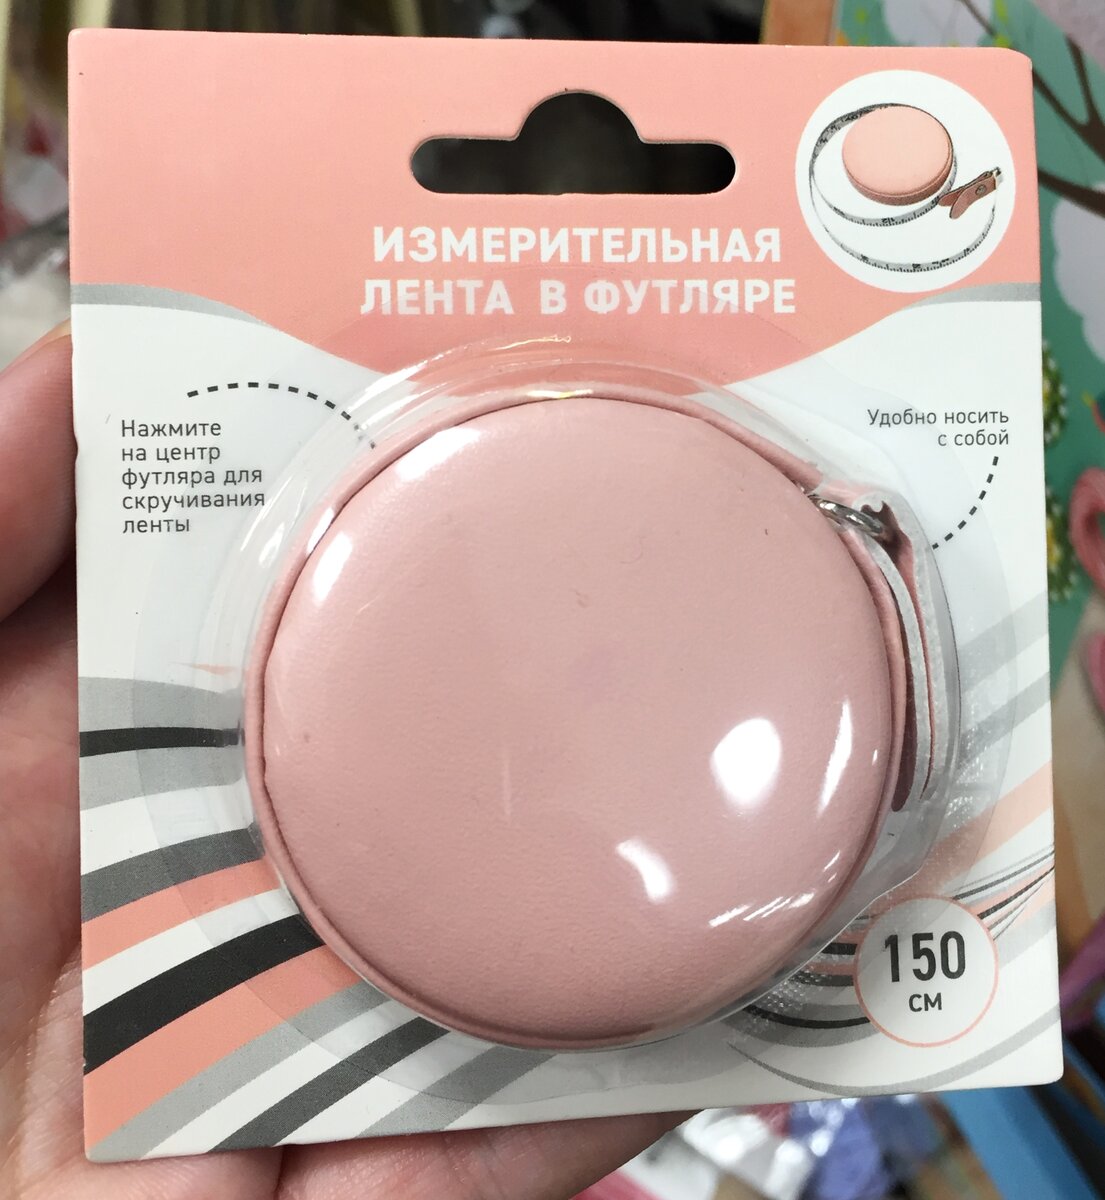 ИЗМЕРИТЕЛЬНАЯ
ЛЕНТА В ФУТЛЯРЕ
Нажмите
на центр
футляра для
скручивания
ленты
Удобно носить
с собой
150
см